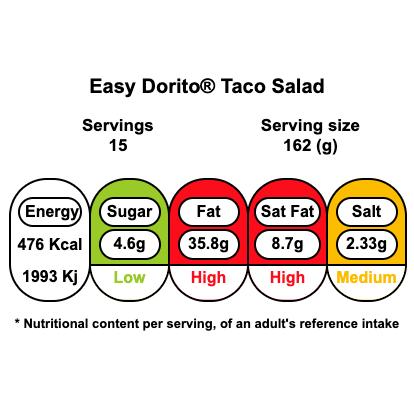 Easy Dorito® Taco Salad
Servings Serving size
15 162 (g)
Energy Sugar Fat Sat Fat Salt
476 Kcal 4.6g 35.8g 8.7g 2.33g
1993 Kj Low High High Medium
* Nutritional content per serving, of an adult's reference intake